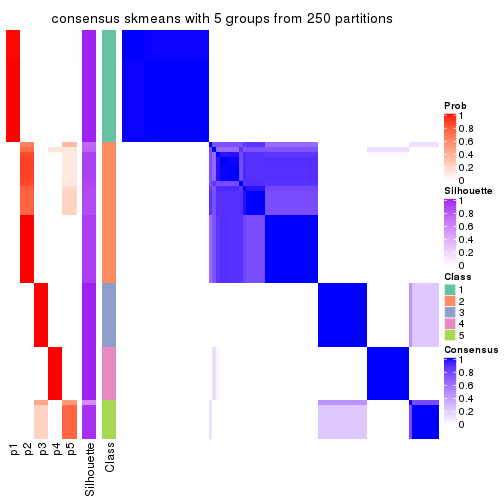 consensus skmeans with 5 groups from 250 partitions
Prob
1
0.8
0.6
0.4
0.2
0
Silhouette
1
0.8
0.6
0.4
0.2
0
Class
1
2
3
4
5
Consensus
1
0.8
0.6
0.4
0.2
0
p1
p2
p3
p4
p5
Silhouette
Class